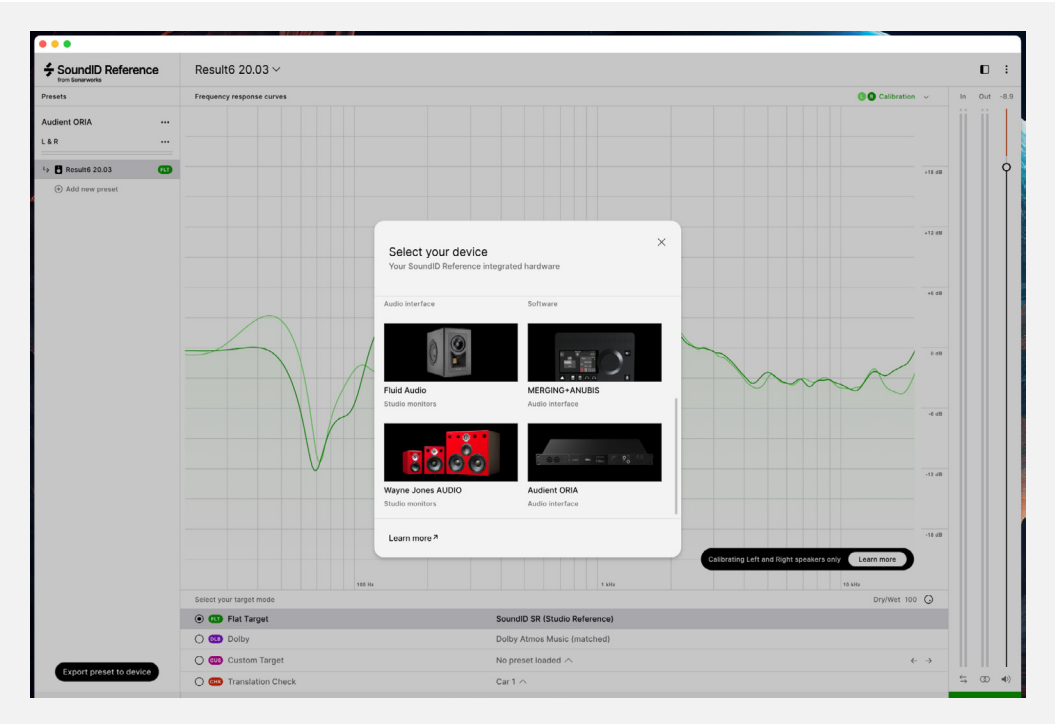 SoundID Reference
from Sonarworks
Result6 20.03
Presets
Frequency response curves
L R Calibration
In Out -8.9
Audient ORIA
L & R
Result6 20.03 FLT
Add new preset
+18 dB
+12 dB
+6 dB
0 dB
-6 dB
-12 dB
-18 dB
Select your device
Your SoundID Reference integrated hardware
Audio interface
Software
Fluid Audio
Studio monitors
MERGING+ANUBIS
Audio interface
Wayne Jones AUDIO
Studio monitors
Audient ORIA
Audio interface
Learn more
Calibrating Left and Right speakers only Learn more
100 Hz 1 kHz 10 kHz
Select your target mode
Dry/Wet 100
FLT Flat Target SoundID SR (Studio Reference)
DLB Dolby Dolby Atmos Music (matched)
CUS Custom Target No preset loaded
CHK Translation Check Car 1
Export preset to device